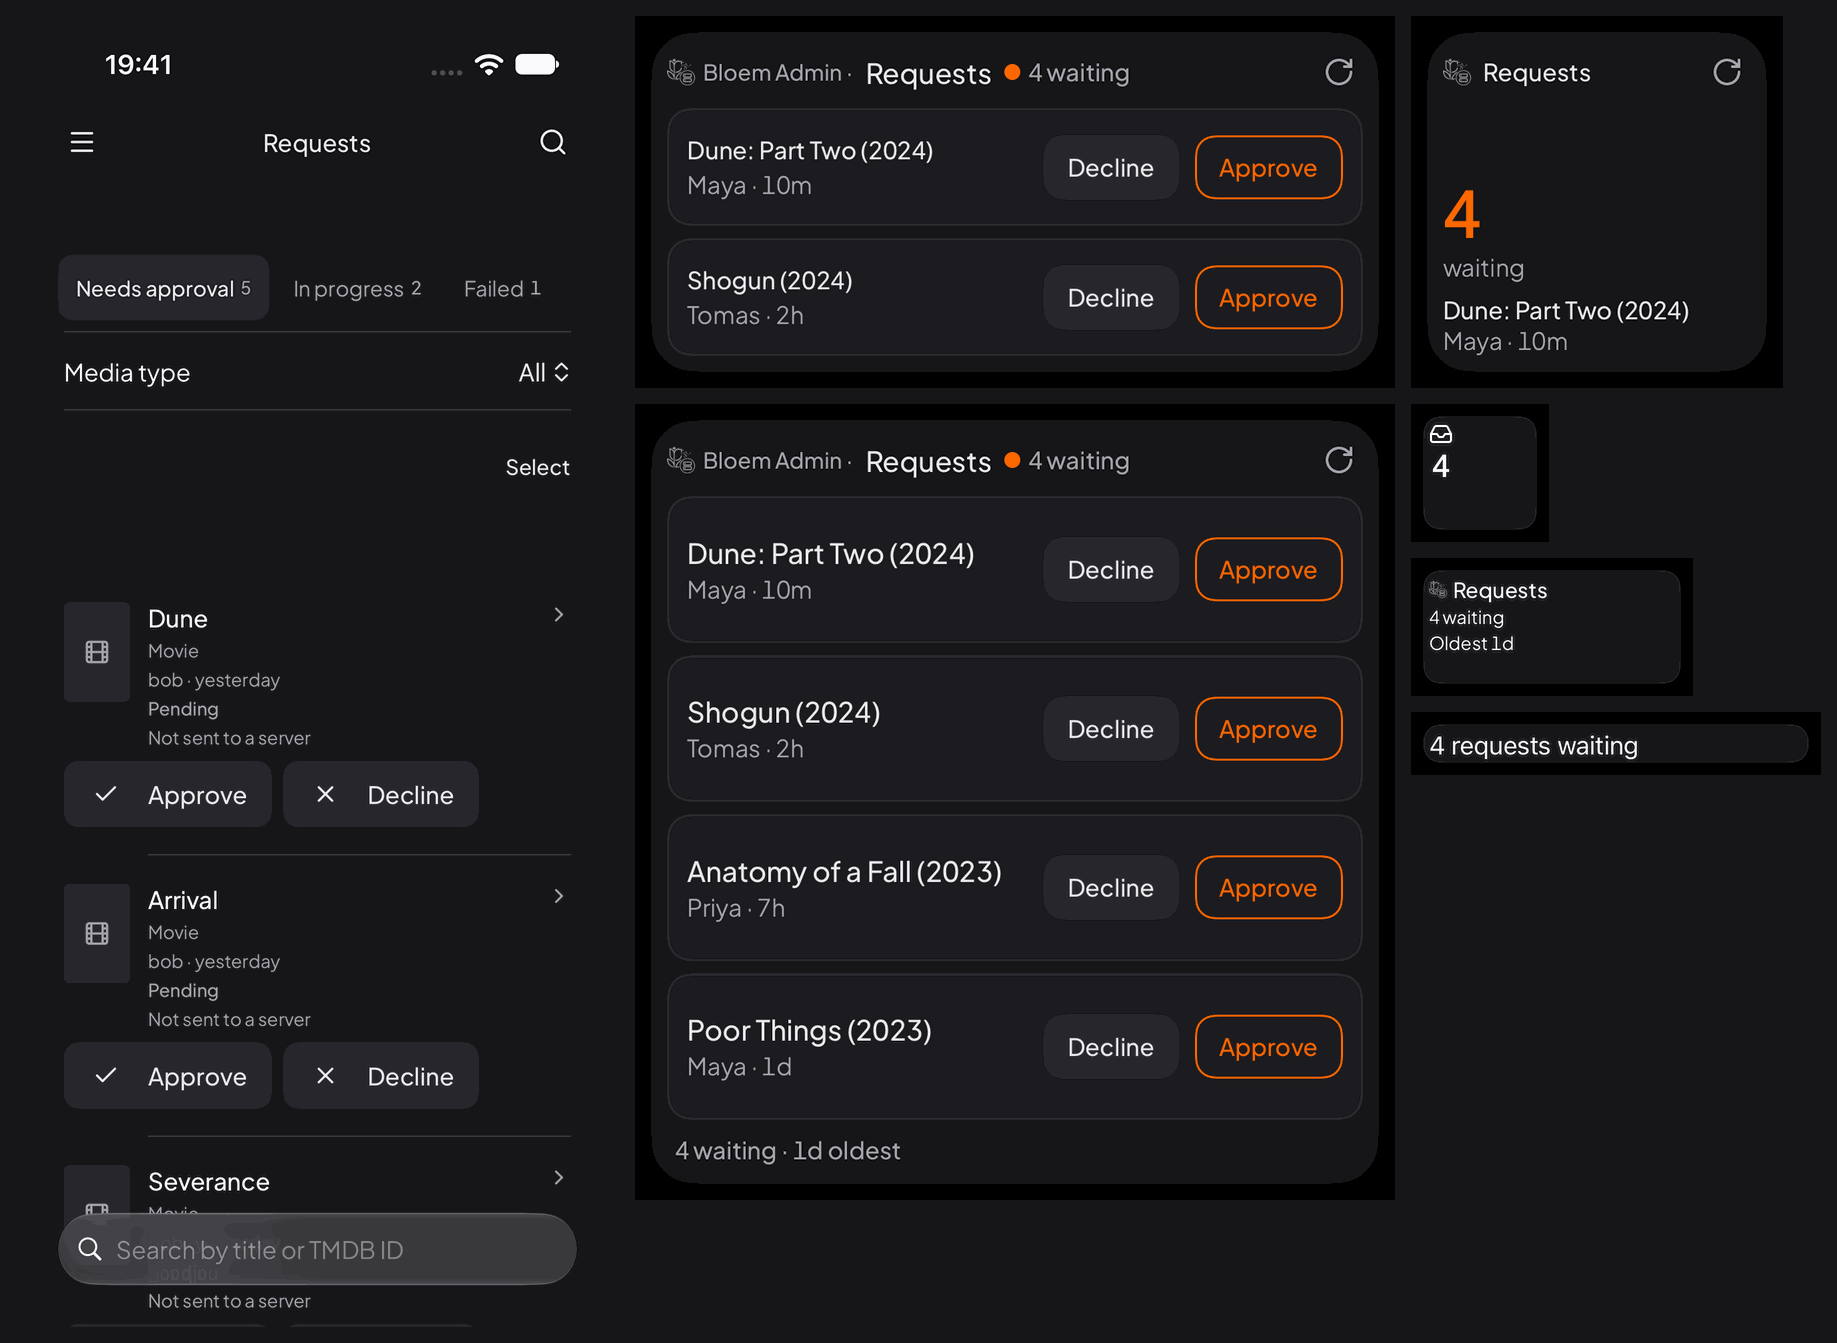 19:41
Requests
Needs approval 5
In progress 2
Failed 1
Media type
All
Select
Dune
Movie
bob · yesterday
Pending
Not sent to a server
Approve
Decline
Arrival
Movie
bob · yesterday
Pending
Not sent to a server
Approve
Decline
Severance
Movie
Search by title or TMDB ID
Not sent to a server
Bloem Admin · Requests 4 waiting
Dune: Part Two (2024)
Maya · 10m
Decline
Approve
Shogun (2024)
Tomas · 2h
Decline
Approve
Requests
4
waiting
Dune: Part Two (2024)
Maya · 10m
Bloem Admin · Requests 4 waiting
Dune: Part Two (2024)
Maya · 10m
Decline
Approve
Shogun (2024)
Tomas · 2h
Decline
Approve
Anatomy of a Fall (2023)
Priya · 7h
Decline
Approve
Poor Things (2023)
Maya · 1d
Decline
Approve
4 waiting · 1d oldest
4
Requests
4 waiting
Oldest 1d
4 requests waiting